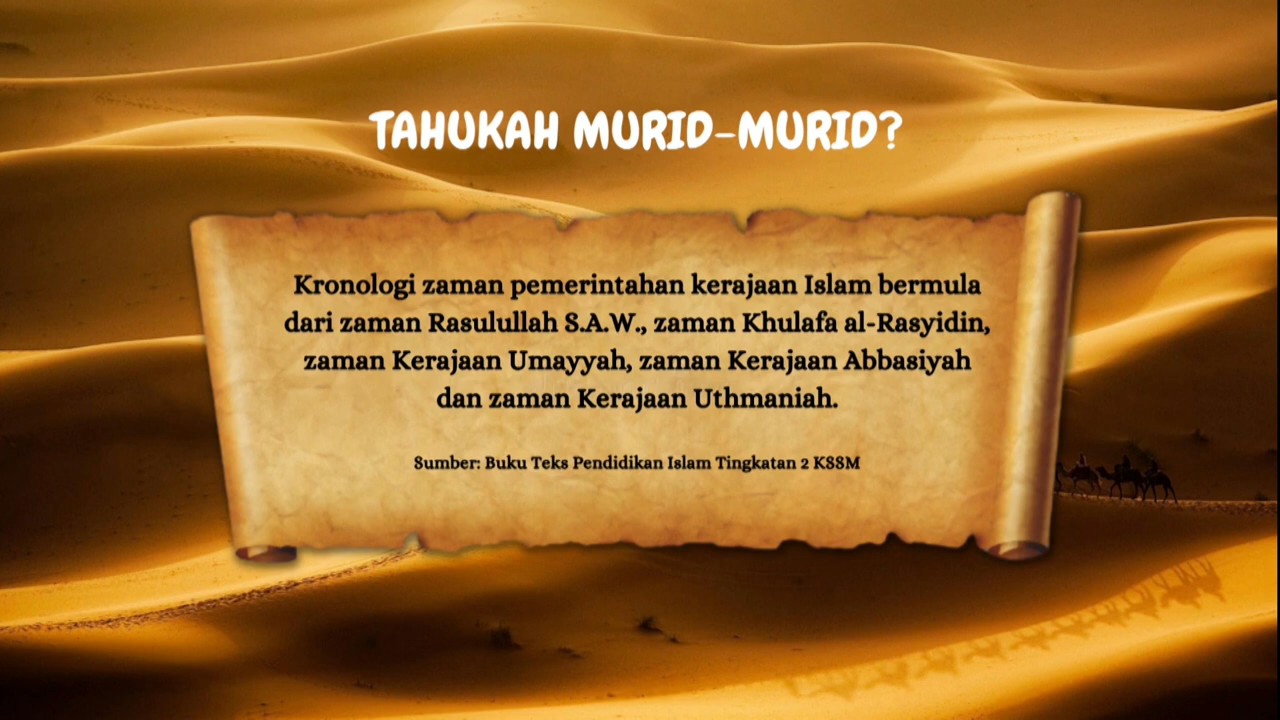 TAHUKAH MURID-MURID?
Kronologi zaman pemerintahan kerajaan Islam bermula
dari zaman Rasulullah S.A.W., zaman Khulafa al-Rasyidin,
zaman Kerajaan Umayyah, zaman Kerajaan Abbasiyah
dan zaman Kerajaan Uthmaniah.
Sumber: Buku Teks Pendidikan Islam Tingkatan 2 KSSM